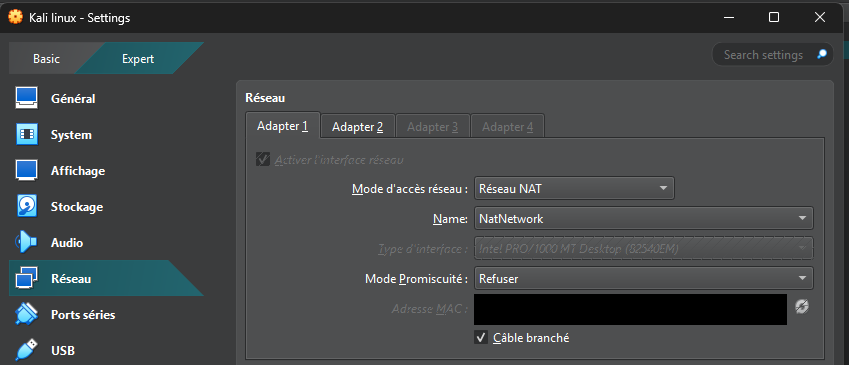 Kali linux - Settings
Basic
Expert
Search settings
Général
System
Affichage
Stockage
Audio
Réseau
Ports séries
USB
Réseau
Adapter 1
Adapter 2
Adapter 3
Adapter 4
Activer l'interface réseau
Mode d'accès réseau : Réseau NAT
Name: NatNetwork
Type d'interface : Intel PRO/1000 MT Desktop (82540EM)
Mode Promiscuité : Refuser
Adresse MAC :
Câble branché